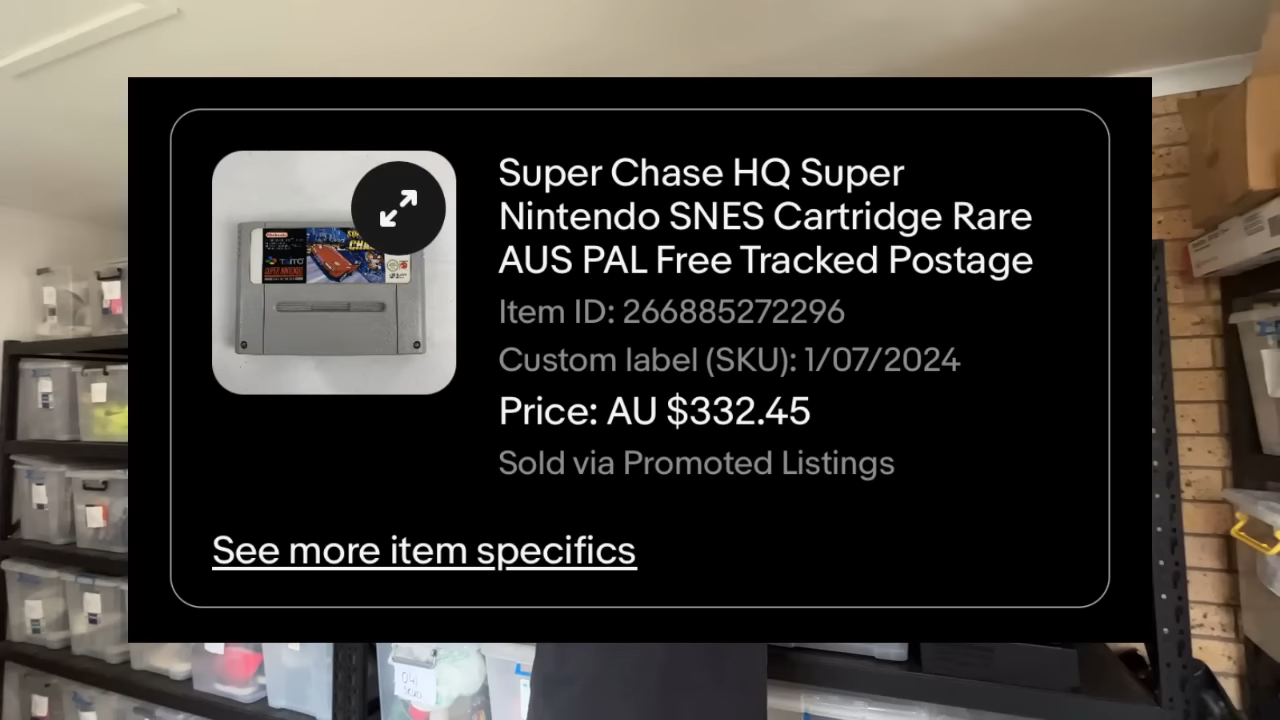 Super Chase HQ Super
Nintendo SNES Cartridge Rare
AUS PAL Free Tracked Postage
Item ID: 266885272296
Custom label (SKU): 1/07/2024
Price: AU $332.45
Sold via Promoted Listings
See more item specifics
041